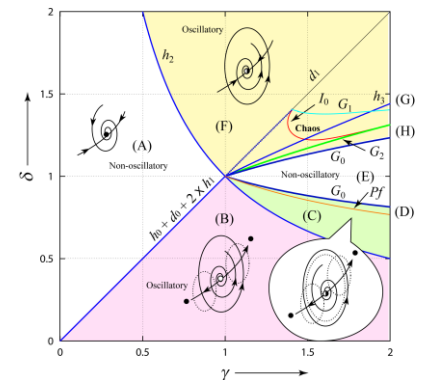 2
1.5
1
0.5
0
0
0.5
1
1.5
2
δ
γ
Oscillatory
h₂
d₁
I₀
G₁
h₃
(G)
Chaos
(A)
(F)
(H)
G₀
G₂
Non-oscillatory
Non-oscillatory
(E)
G₀
Pf
(D)
h₀ + d₀ + 2 × h₁
(B)
(C)
Oscillatory